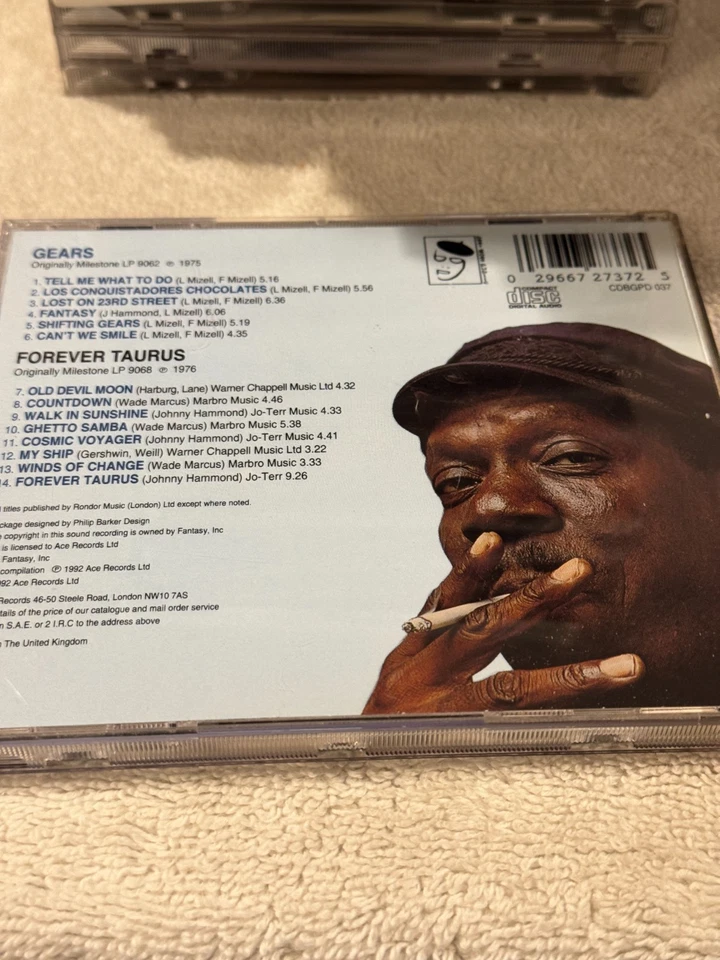 GEARS
Originally Milestone LP 9062 ℗ 1975
1. TELL ME WHAT TO DO (L Mizell, F Mizell) 5.16
2. LOS CONQUISTADORES CHOCOLATES (L Mizell, F Mizell) 5.56
3. LOST ON 23RD STREET (L Mizell, F Mizell) 6.36
4. FANTASY (J Hammond, L Mizell) 6.06
5. SHIFTING GEARS (L Mizell, F Mizell) 5.19
6. CAN'T WE SMILE (L Mizell, F Mizell) 4.35
FOREVER TAURUS
Originally Milestone LP 9068 ℗ 1976
7. OLD DEVIL MOON (Harburg, Lane) Warner Chappell Music Ltd 4.32
8. COUNTDOWN (Wade Marcus) Marbro Music 4.46
9. WALK IN SUNSHINE (Johnny Hammond) Jo-Terr Music 4.33
10. GHETTO SAMBA (Wade Marcus) Marbro Music 5.38
11. COSMIC VOYAGER (Johnny Hammond) Jo-Terr Music 4.41
12. MY SHIP (Gershwin, Weill) Warner Chappell Music Ltd 3.22
13. WINDS OF CHANGE (Wade Marcus) Marbro Music 3.33
14. FOREVER TAURUS (Johnny Hammond) Jo-Terr 9.26
titles published by Rondor Music (London) Ltd except where noted.
ckage designed by Philip Barker Design
copyright in this sound recording is owned by Fantasy, Inc
is licensed to Ace Records Ltd
Fantasy, Inc
compilation ℗ 1992 Ace Records Ltd
92 Ace Records Ltd
Records 46-50 Steele Road, London NW10 7AS
tails of the price of our catalogue and mail order service
n S.A.E. or 2 I.R.C to the address above
The United Kingdom
0 29667 27372 5
CDBGPD 037
COMPACT
disc
DIGITAL AUDIO